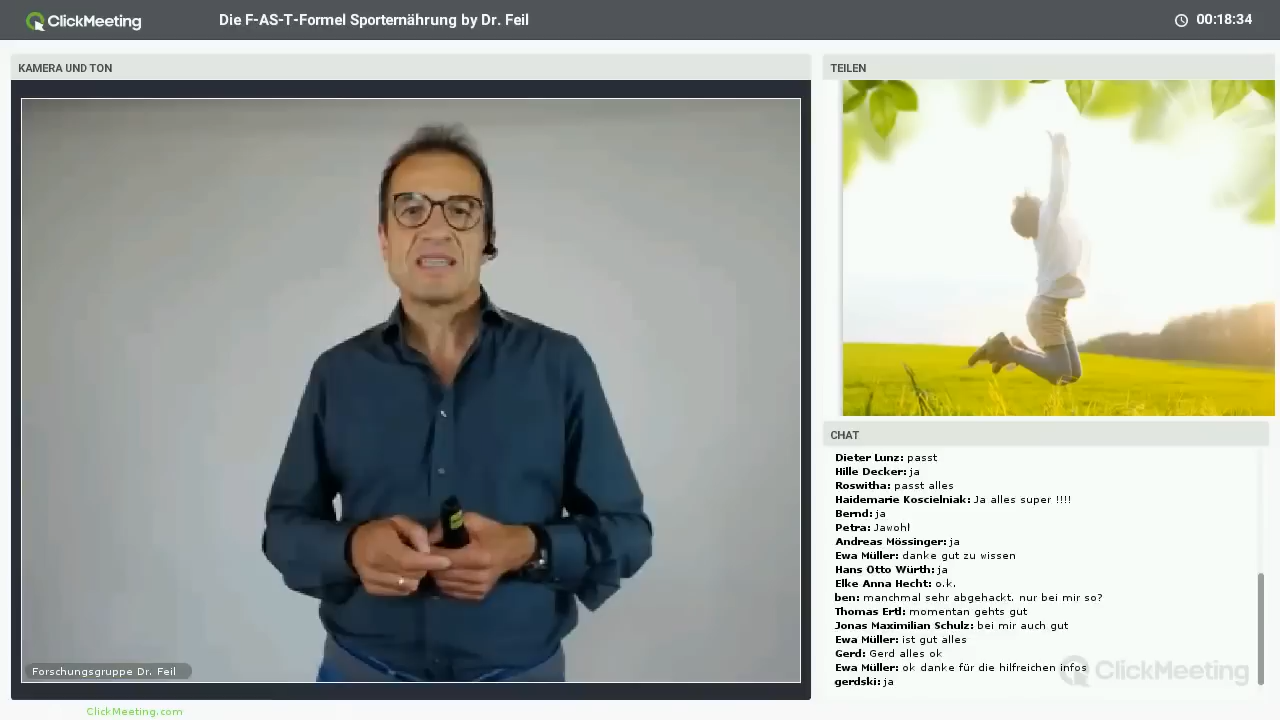 ClickMeeting
Die F-AS-T-Formel Sporternährung by Dr. Feil
00:18:34
KAMERA UND TON
Forschungsgruppe Dr. Feil
ClickMeeting.com
TEILEN
CHAT
Dieter Lunz: passt
Hille Decker: ja
Roswitha: passt alles
Haidemarie Koscielniak: Ja alles super !!!!
Bernd: ja
Petra: Jawohl
Andreas Mössinger: ja
Ewa Müller: danke gut zu wissen
Hans Otto Würth: ja
Elke Anna Hecht: o.k.
ben: manchmal sehr abgehackt. nur bei mir so?
Thomas Ertl: momentan gehts gut
Jonas Maximilian Schulz: bei mir auch gut
Ewa Müller: ist gut alles
Gerd: Gerd alles ok
Ewa Müller: ok danke für die hilfreichen infos
gerdski: ja
ClickMeeting